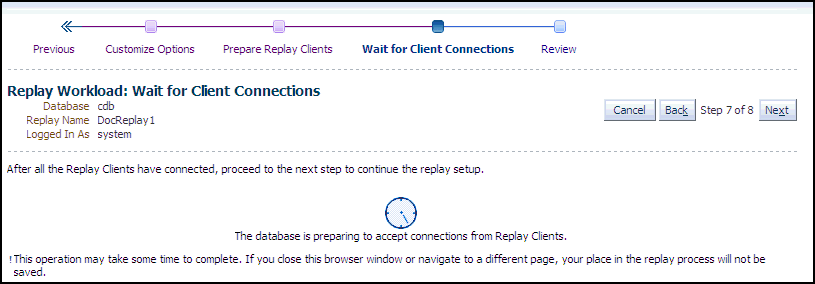 Previous Customize Options Prepare Replay Clients Wait for Client Connections Review
Replay Workload: Wait for Client Connections
Database cdb
Replay Name DocReplay1
Logged In As system
Cancel Back Step 7 of 8 Next
After all the Replay Clients have connected, proceed to the next step to continue the replay setup.
The database is preparing to accept connections from Replay Clients.
! This operation may take some time to complete. If you close this browser window or navigate to a different page, your place in the replay process will not be
saved.